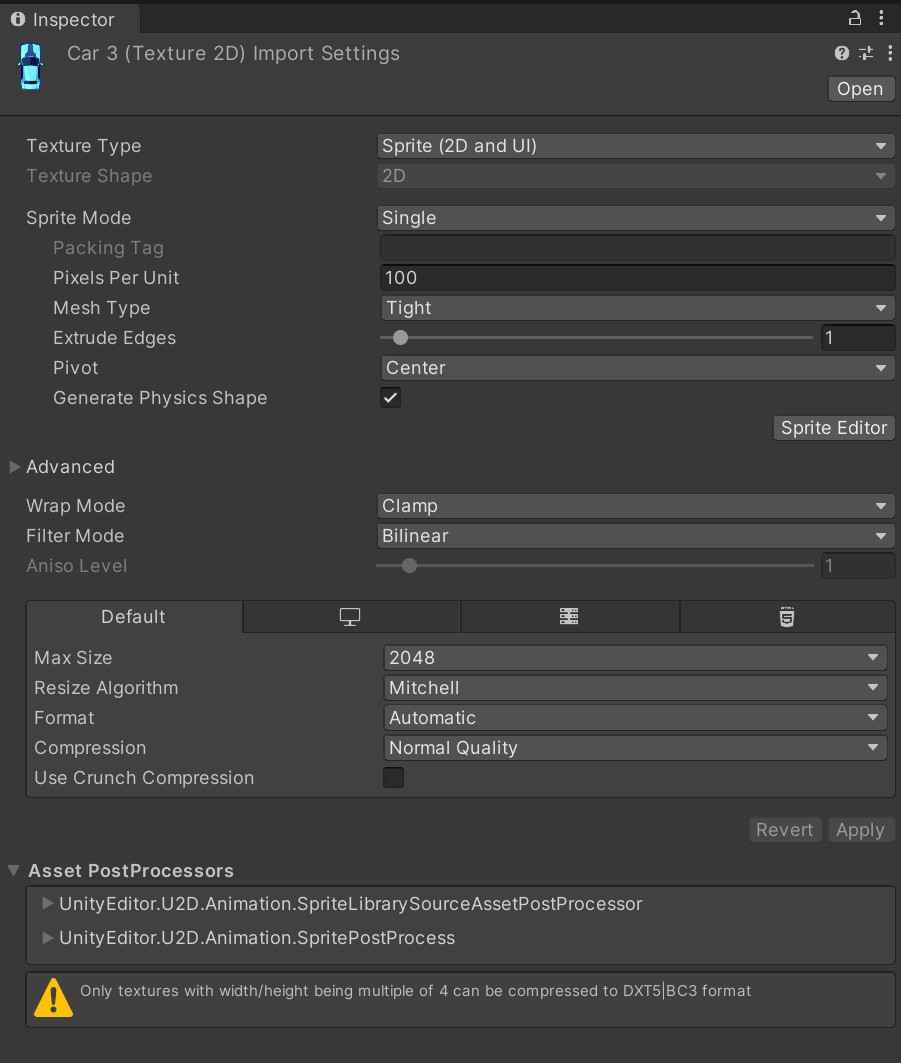 Inspector
Car 3 (Texture 2D) Import Settings
Open
Texture Type Sprite (2D and UI)
Texture Shape 2D
Sprite Mode Single
Packing Tag
Pixels Per Unit 100
Mesh Type Tight
Extrude Edges 1
Pivot Center
Generate Physics Shape
Sprite Editor
Advanced
Wrap Mode Clamp
Filter Mode Bilinear
Aniso Level 1
Default
Max Size 2048
Resize Algorithm Mitchell
Format Automatic
Compression Normal Quality
Use Crunch Compression
Revert Apply
Asset PostProcessors
UnityEditor.U2D.Animation.SpriteLibrarySourceAssetPostProcessor
UnityEditor.U2D.Animation.SpritePostProcess
Only textures with width/height being multiple of 4 can be compressed to DXT5|BC3 format